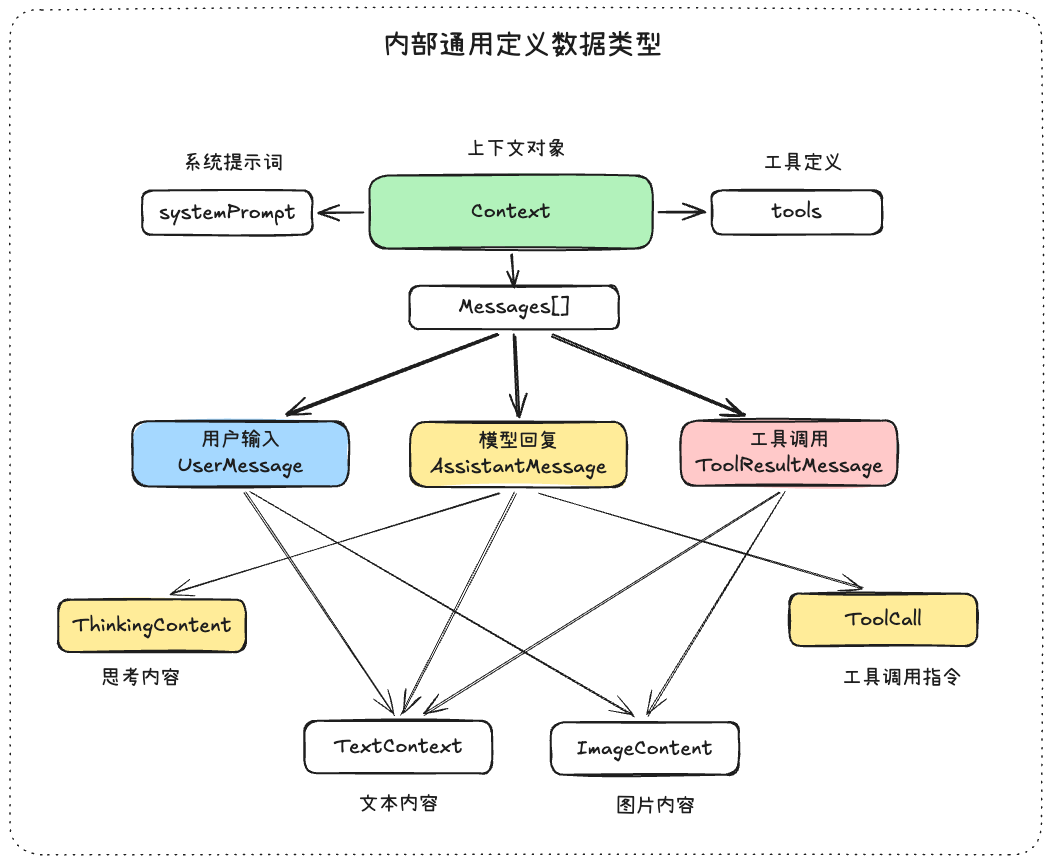 内部通用定义数据类型
系统提示词
上下文对象
工具定义
systemPrompt
Context
tools
Messages[]
用户输入
UserMessage
模型回复
AssistantMessage
工具调用
ToolResultMessage
ThinkingContent
思考内容
ToolCall
工具调用指令
TextContext
文本内容
ImageContent
图片内容